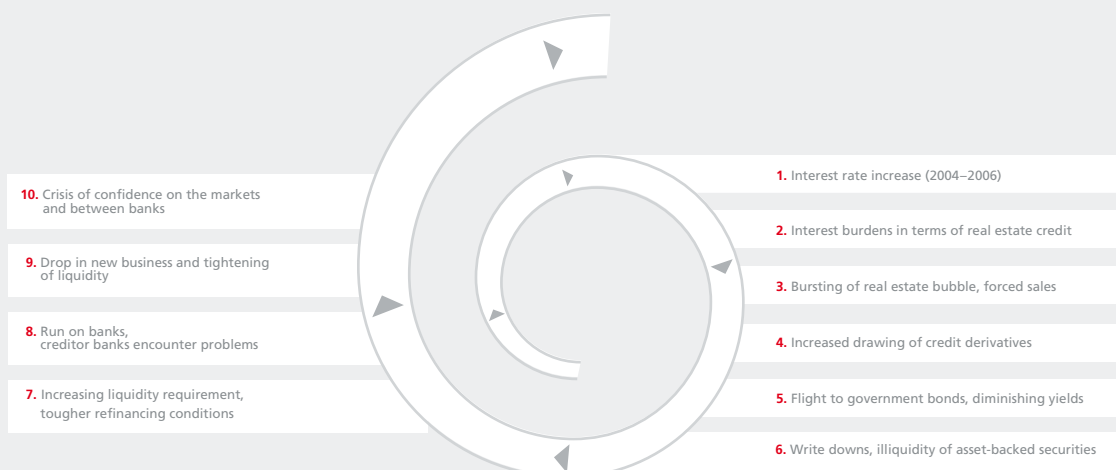 1. Interest rate increase (2004–2006)
2. Interest burdens in terms of real estate credit
3. Bursting of real estate bubble, forced sales
4. Increased drawing of credit derivatives
5. Flight to government bonds, diminishing yields
6. Write downs, illiquidity of asset-backed securities
7. Increasing liquidity requirement,
tougher refinancing conditions
8. Run on banks,
creditor banks encounter problems
9. Drop in new business and tightening
of liquidity
10. Crisis of confidence on the markets
and between banks